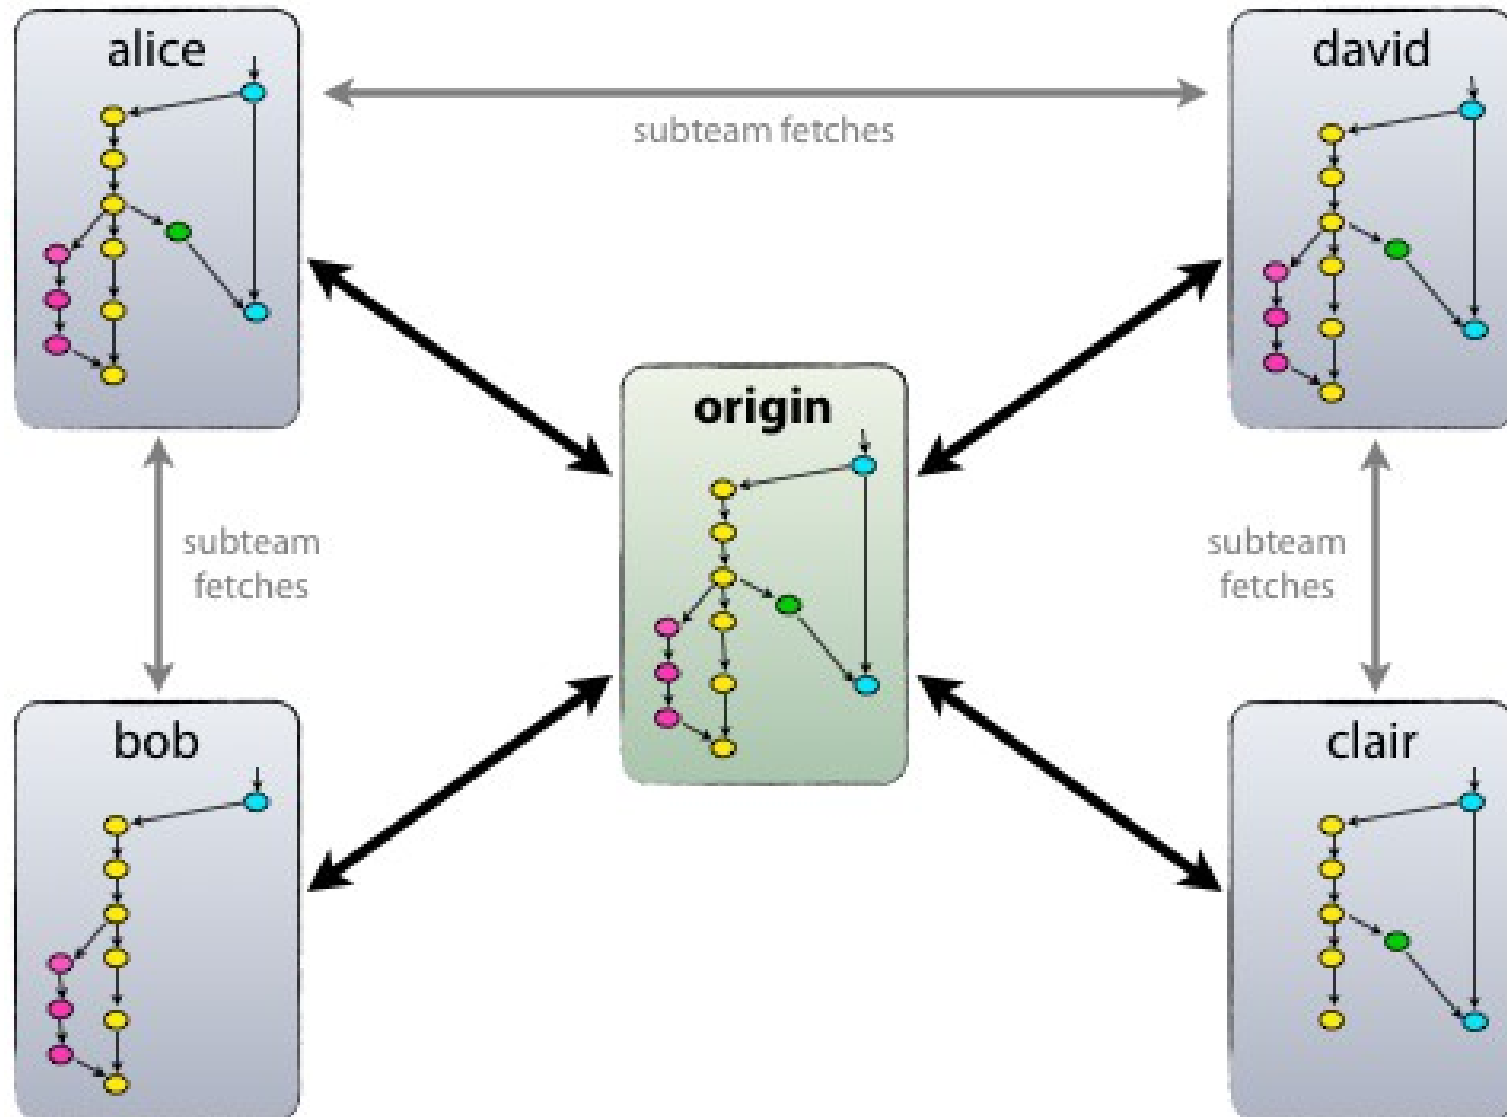 alice
david
subteam fetches
origin
subteam
fetches
subteam
fetches
bob
clair